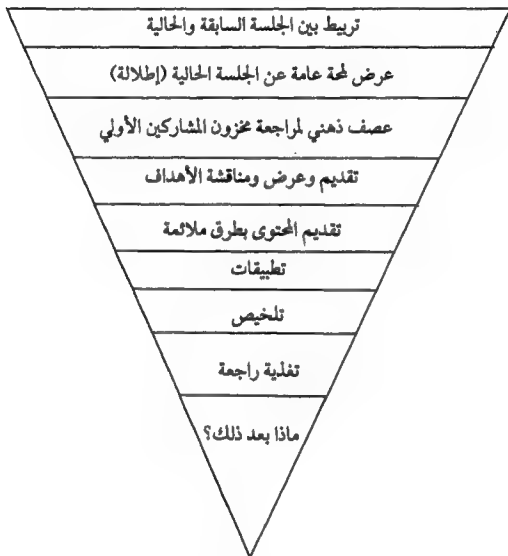 تربيط بين الجلسة السابقة والحالية
عرض لمحة عامة عن الجلسة الحالية (إطلالة)
عصف ذهني لمراجعة مخزون المشاركين الأولي
تقديم وعرض ومناقشة الأهداف
تقديم المحتوى بطرق ملائمة
تطبيقات
تلخيص
تغذية راجعة
ماذا بعد ذلك؟